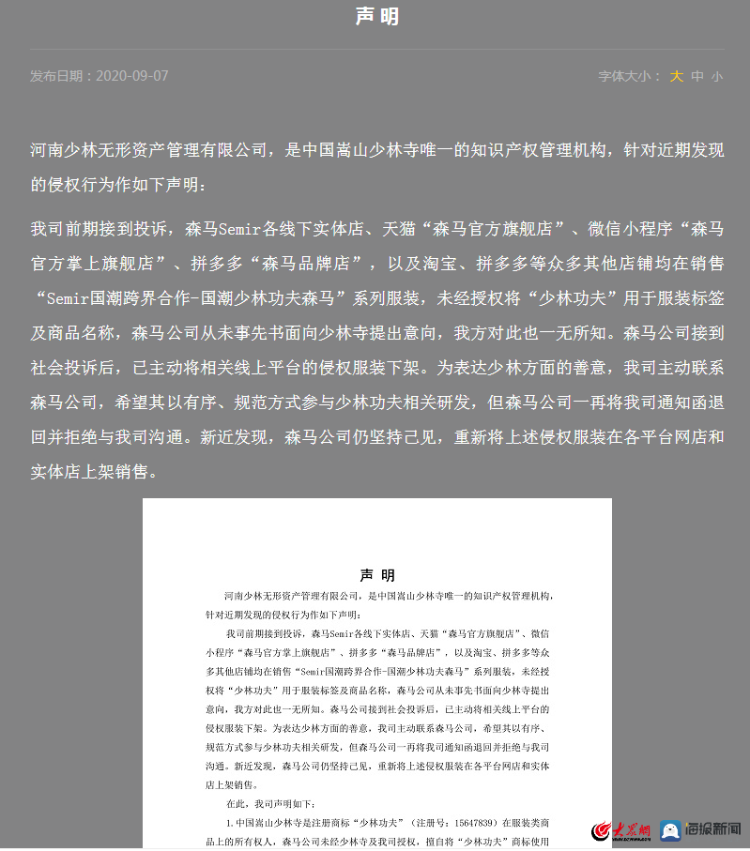 声 明
发布日期：2020-09-07 字体大小： 大 中 小
河南少林无形资产管理有限公司，是中国嵩山少林寺唯一的知识产权管理机构，针对近期发现
的侵权行为作如下声明：
我司前期接到投诉，森马Semir各线下实体店、天猫“森马官方旗舰店”、微信小程序“森马
官方掌上旗舰店”、拼多多“森马品牌店”，以及淘宝、拼多多等众多其他店铺均在销售
“Semir国潮跨界合作-国潮少林功夫森马”系列服装，未经授权将“少林功夫”用于服装标签
及商品名称，森马公司从未事先书面向少林寺提出意向，我方对此也一无所知。森马公司接到
社会投诉后，已主动将相关线上平台的侵权服装下架。为表达少林方面的善意，我司主动联系
森马公司，希望其以有序、规范方式参与少林功夫相关研发，但森马公司一再将我司通知函退
回并拒绝与我司沟通。新近发现，森马公司仍坚持己见，重新将上述侵权服装在各平台网店和
实体店上架销售。
声 明
河南少林无形资产管理有限公司，是中国嵩山少林寺唯一的知识产权管理机构，
针对近期发现的侵权行为作如下声明：
我司前期接到投诉，森马Semir各线下实体店、天猫“森马官方旗舰店”、微信
小程序“森马官方掌上旗舰店”、拼多多“森马品牌店”，以及淘宝、拼多多等众
多其他店铺均在销售“Semir国潮跨界合作-国潮少林功夫森马”系列服装，未经授
权将“少林功夫”用于服装标签及商品名称，森马公司从未事先书面向少林寺提出
意向，我方对此也一无所知。森马公司接到社会投诉后，已主动将相关线上平台的
侵权服装下架。为表达少林方面的善意，我司主动联系森马公司，希望其以有序、
规范方式参与少林功夫相关研发，但森马公司一再将我司通知函退回并拒绝与我司
沟通。新近发现，森马公司仍坚持己见，重新将上述侵权服装在各平台网店和实体
店上架销售。
在此，我司声明如下：
1.中国嵩山少林寺是注册商标“少林功夫”（注册号：15647839）在服装类商
品上的所有权人，森马公司未经少林寺及我司授权，擅自将“少林功夫”商标使用
大众网 海报新闻